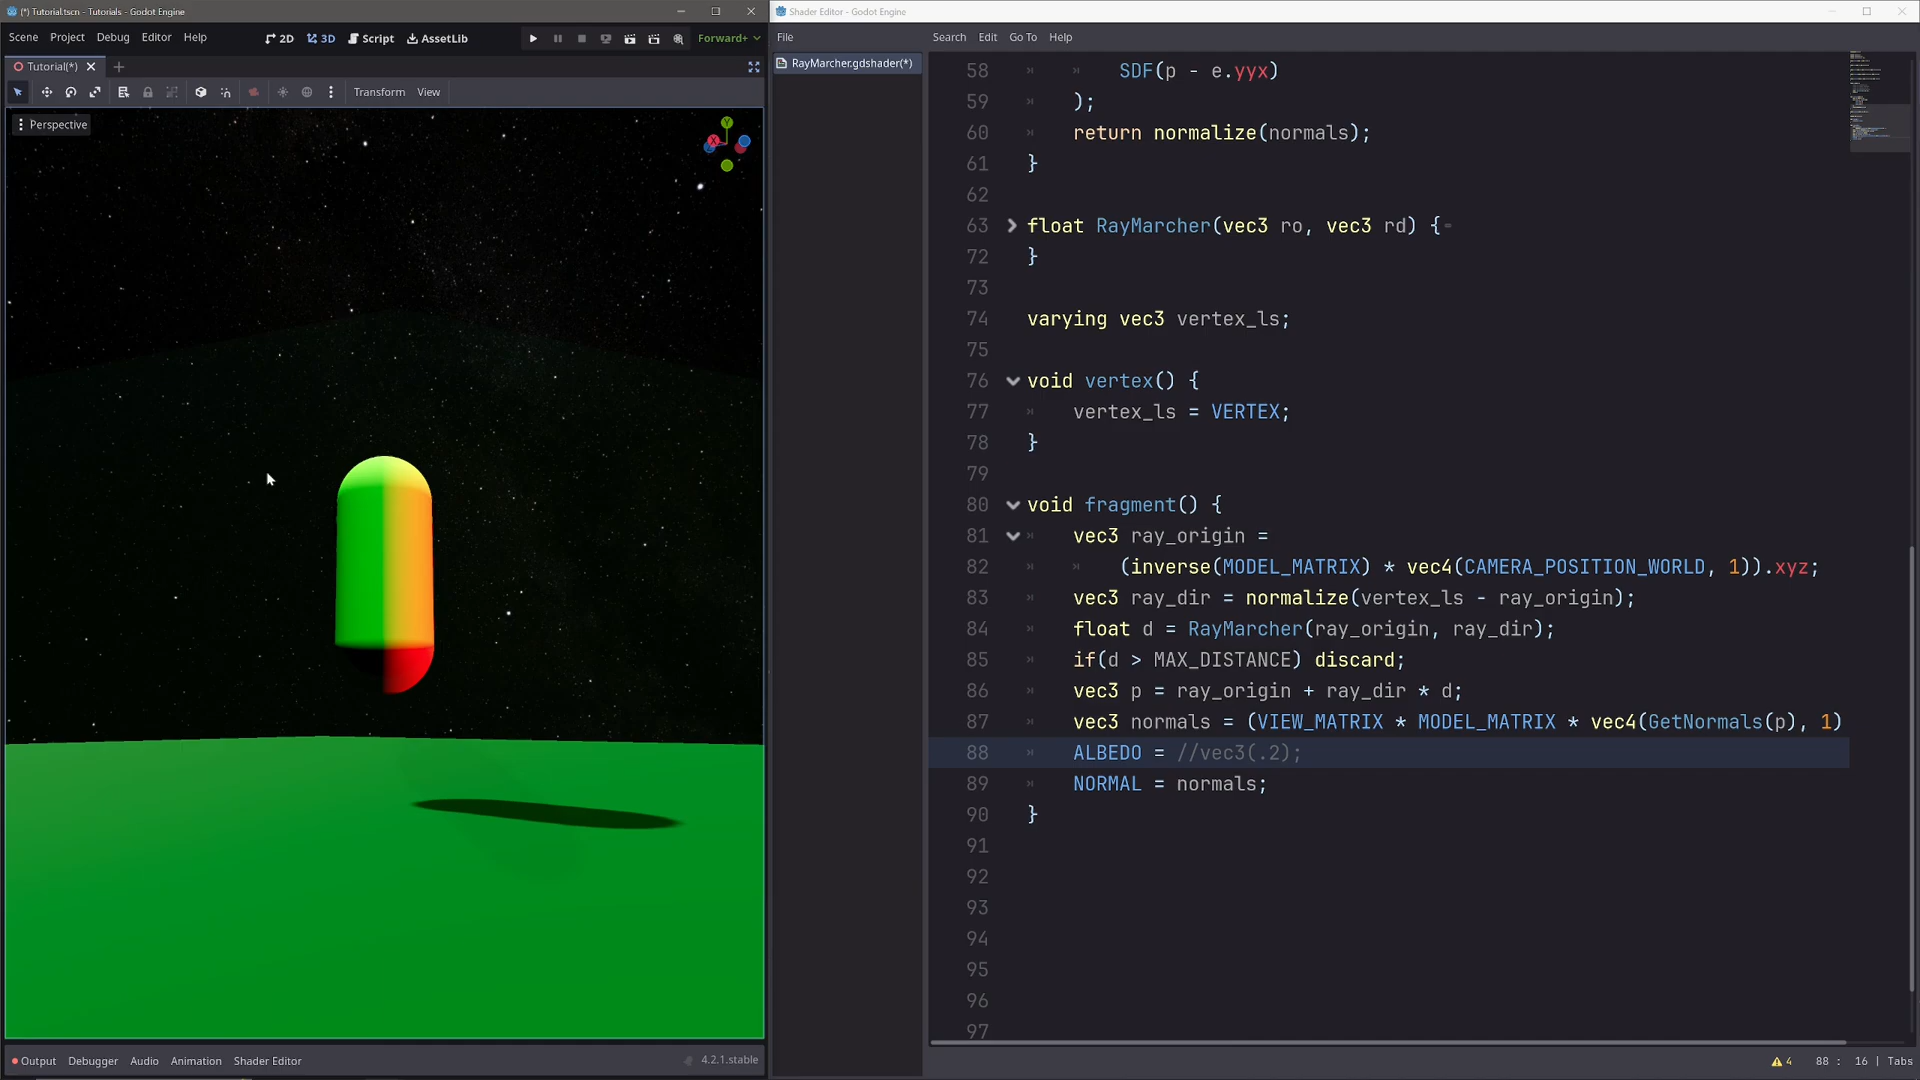 (*) Tutorial.tscn - Tutorials - Godot Engine
Scene Project Debug Editor Help
2D 3D Script AssetLib
Forward+
Tutorial(*)
Transform View
Perspective
Y
X
Output Debugger Audio Animation Shader Editor
4.2.1.stable
Shader Editor - Godot Engine
File
Search Edit Go To Help
RayMarcher.gdshader(*)
58 SDF(p - e.yyx)
59 );
60 return normalize(normals);
61 }
62
63 float RayMarcher(vec3 ro, vec3 rd) {
72 }
73
74 varying vec3 vertex_ls;
75
76 void vertex() {
77 vertex_ls = VERTEX;
78 }
79
80 void fragment() {
81 vec3 ray_origin =
82 (inverse(MODEL_MATRIX) * vec4(CAMERA_POSITION_WORLD, 1)).xyz;
83 vec3 ray_dir = normalize(vertex_ls - ray_origin);
84 float d = RayMarcher(ray_origin, ray_dir);
85 if(d > MAX_DISTANCE) discard;
86 vec3 p = ray_origin + ray_dir * d;
87 vec3 normals = (VIEW_MATRIX * MODEL_MATRIX * vec4(GetNormals(p), 1)
88 ALBEDO = //vec3(.2);
89 NORMAL = normals;
90 }
91
92
93
94
95
96
97
4 88 : 16 | Tabs